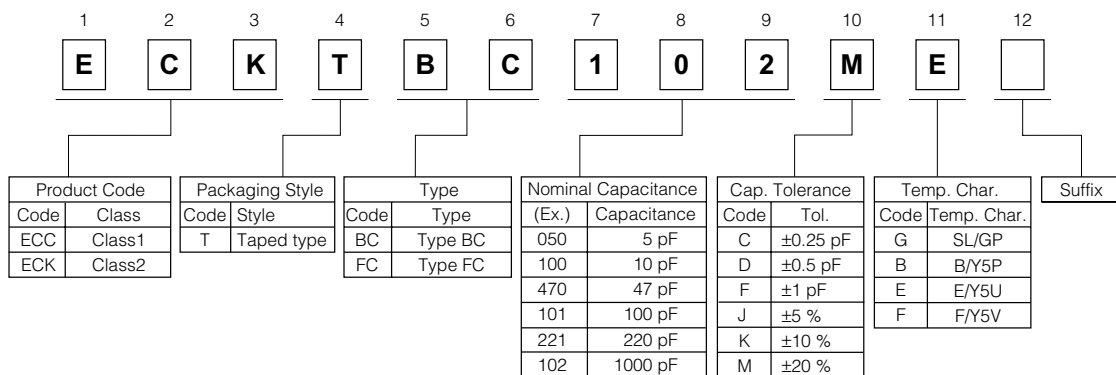 1 2 3 4 5 6 7 8 9 10 11 12
E C K T B C 1 0 2 M E
Product Code
Code Class
ECC Class1
ECK Class2
Packaging Style
Code Style
T Taped type
Type
Code Type
BC Type BC
FC Type FC
Nominal Capacitance
(Ex.) Capacitance
050 5 pF
100 10 pF
470 47 pF
101 100 pF
221 220 pF
102 1000 pF
Cap. Tolerance
Code Tol.
C ±0.25 pF
D ±0.5 pF
F ±1 pF
J ±5 %
K ±10 %
M ±20 %
Temp. Char.
Code Temp. Char.
G SL/GP
B B/Y5P
E E/Y5U
F F/Y5V
Suffix